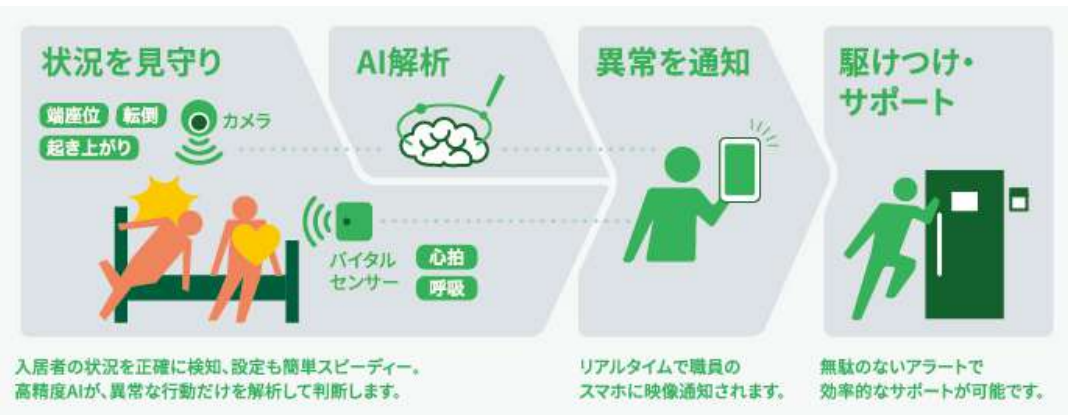 状況を見守り
端座位 転倒
起き上がり
カメラ
バイタル
センサー
心拍
呼吸
AI解析
異常を通知
駆けつけ・
サポート
入居者の状況を正確に検知、設定も簡単スピーディー。
高精度AIが、異常な行動だけを解析して判断します。
リアルタイムで職員の
スマホに映像通知されます。
無駄のないアラートで
効率的なサポートが可能です。